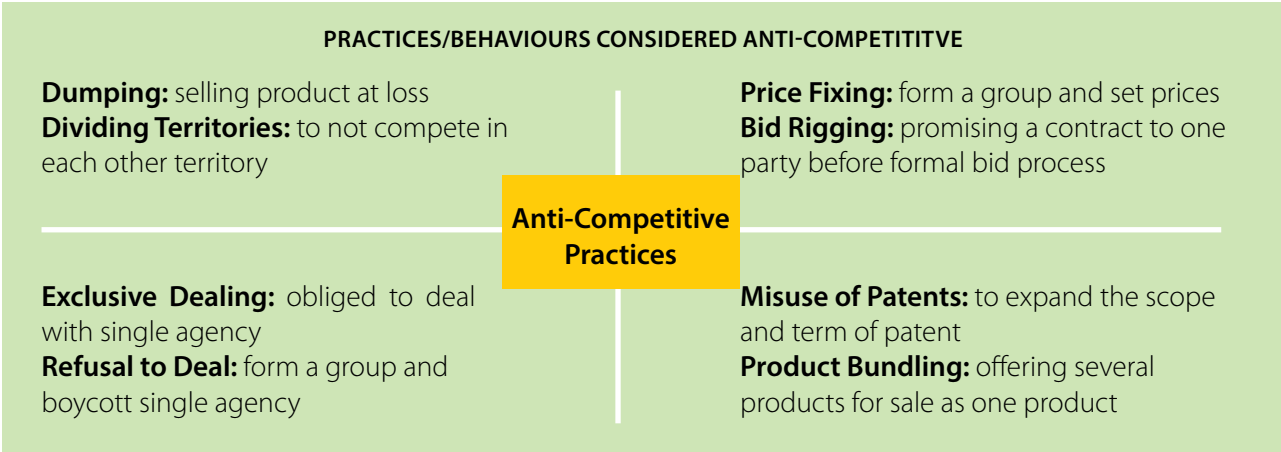 PRACTICES/BEHAVIOURS CONSIDERED ANTI-COMPETITITVE
Dumping: selling product at loss
Dividing Territories: to not compete in
each other territory
Price Fixing: form a group and set prices
Bid Rigging: promising a contract to one
party before formal bid process
Anti-Competitive
Practices
Exclusive Dealing: obliged to deal
with single agency
Refusal to Deal: form a group and
boycott single agency
Misuse of Patents: to expand the scope
and term of patent
Product Bundling: offering several
products for sale as one product